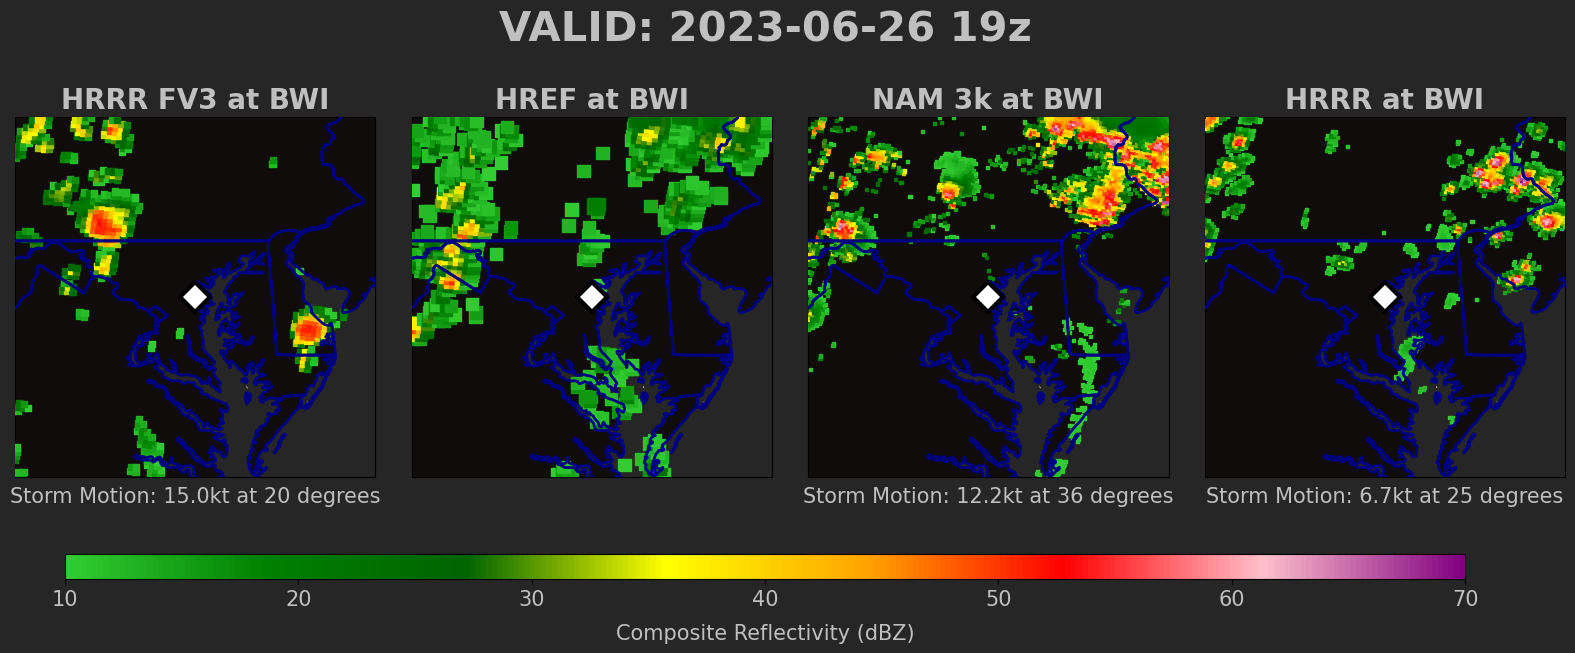 VALID: 2023-06-26 19z
HRRR FV3 at BWI
HREF at BWI
NAM 3k at BWI
HRRR at BWI
Storm Motion: 15.0kt at 20 degrees
Storm Motion: 12.2kt at 36 degrees
Storm Motion: 6.7kt at 25 degrees
10 20 30 40 50 60 70
Composite Reflectivity (dBZ)